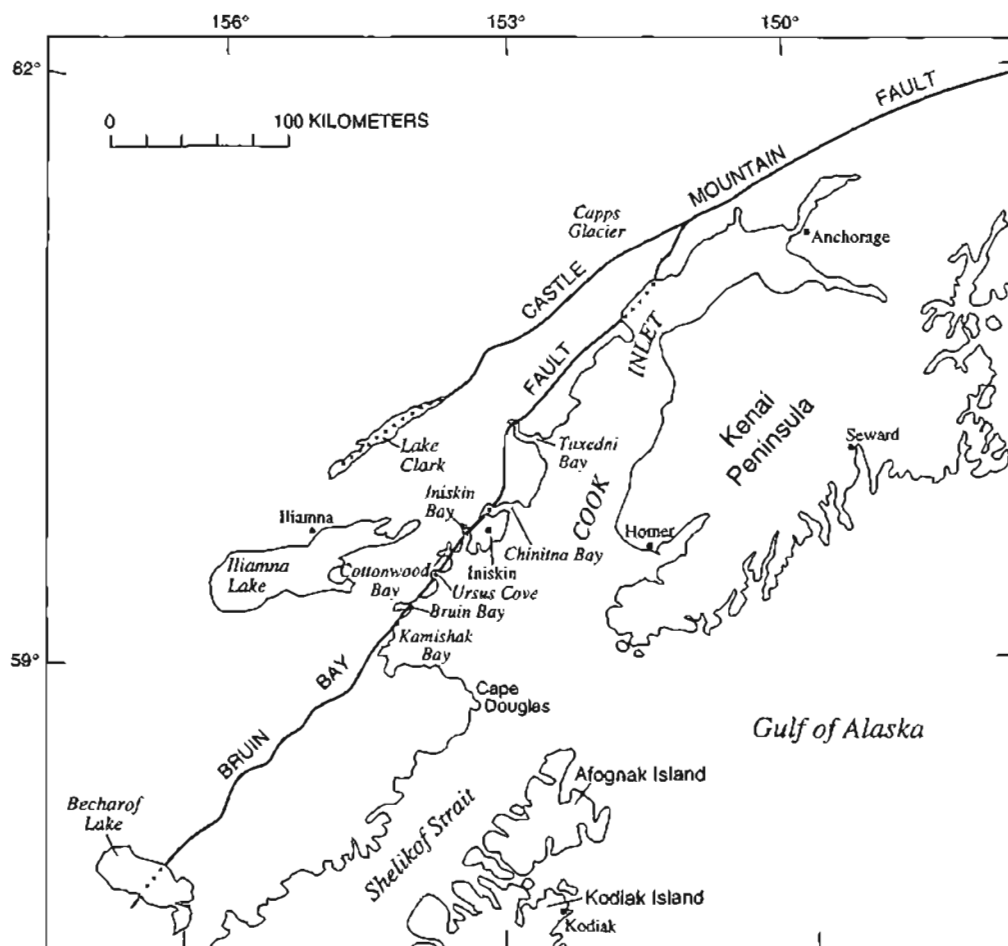 156°
153°
150°
62°
0
100 KILOMETERS
FAULT
MOUNTAIN
Capps
Glacier
Anchorage
CASTLE
FAULT
INLET
Kenai
Peninsula
Seward
Lake
Clark
Tuxedni
Bay
COOK
Iniskin
Bay
Iliamna
Homer
Chinitna Bay
Iliamna
Lake
Cottonwood
Bay
Iniskin
Ursus Cove
Bruin Bay
Kamishak
Bay
59°
BAY
Cape
Douglas
Gulf of Alaska
BRUIN
Afognak Island
Becharof
Lake
Shelikof Strait
Kodiak Island
Kodiak